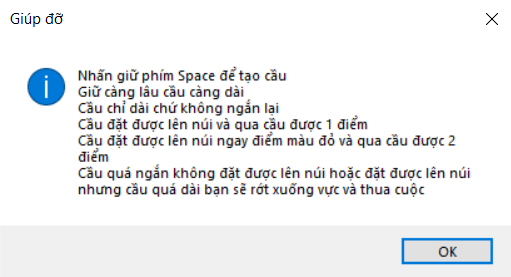 Giúp đỡ
Nhấn giữ phím Space để tạo cầu
Giữ càng lâu cầu càng dài
Cầu chỉ dài chứ không ngắn lại
Cầu đặt được lên núi và qua cầu được 1 điểm
Cầu đặt được lên núi ngay điểm màu đỏ và qua cầu được 2
điểm
Cầu quá ngắn không đặt được lên núi hoặc đặt được lên núi
nhưng cầu quá dài bạn sẽ rớt xuống vực và thua cuộc
OK